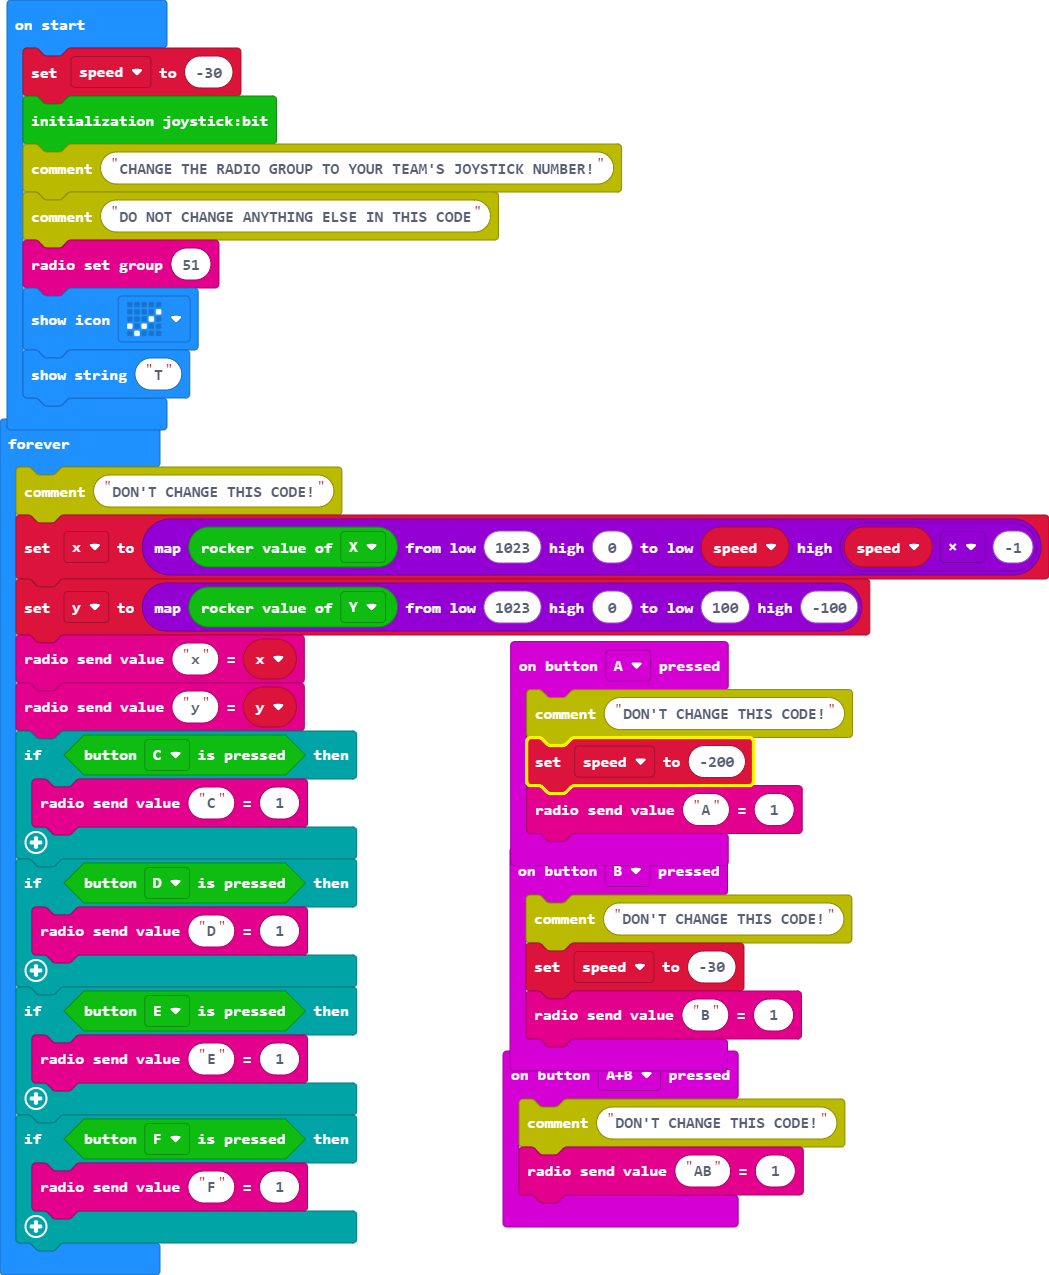 on start
set speed to -30
initialization joystick:bit
comment "CHANGE THE RADIO GROUP TO YOUR TEAM'S JOYSTICK NUMBER!"
comment "DO NOT CHANGE ANYTHING ELSE IN THIS CODE"
radio set group 51
show icon
show string "T"
forever
comment "DON'T CHANGE THIS CODE!"
set x to map rocker value of X from low 1023 high 0 to low speed high speed × -1
set y to map rocker value of Y from low 1023 high 0 to low 100 high -100
radio send value "x" = x
radio send value "y" = y
if button C is pressed then
radio send value "C" = 1
if button D is pressed then
radio send value "D" = 1
if button E is pressed then
radio send value "E" = 1
if button F is pressed then
radio send value "F" = 1
on button A pressed
comment "DON'T CHANGE THIS CODE!"
set speed to -200
radio send value "A" = 1
on button B pressed
comment "DON'T CHANGE THIS CODE!"
set speed to -30
radio send value "B" = 1
on button A+B pressed
comment "DON'T CHANGE THIS CODE!"
radio send value "AB" = 1